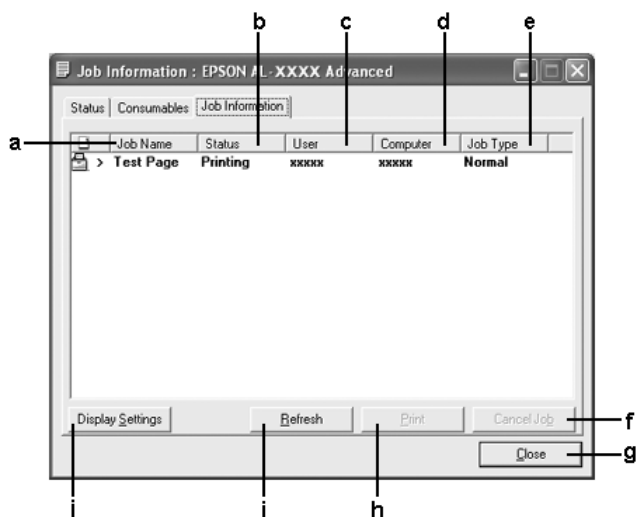 b c d e
Job Information : EPSON AL-XXXX Advanced
Status Consumables Job Information
a Job Name Status User Computer Job Type
> Test Page Printing xxxxx xxxxx Normal
Display Settings Refresh Print Cancel Job f
Close g
j i h